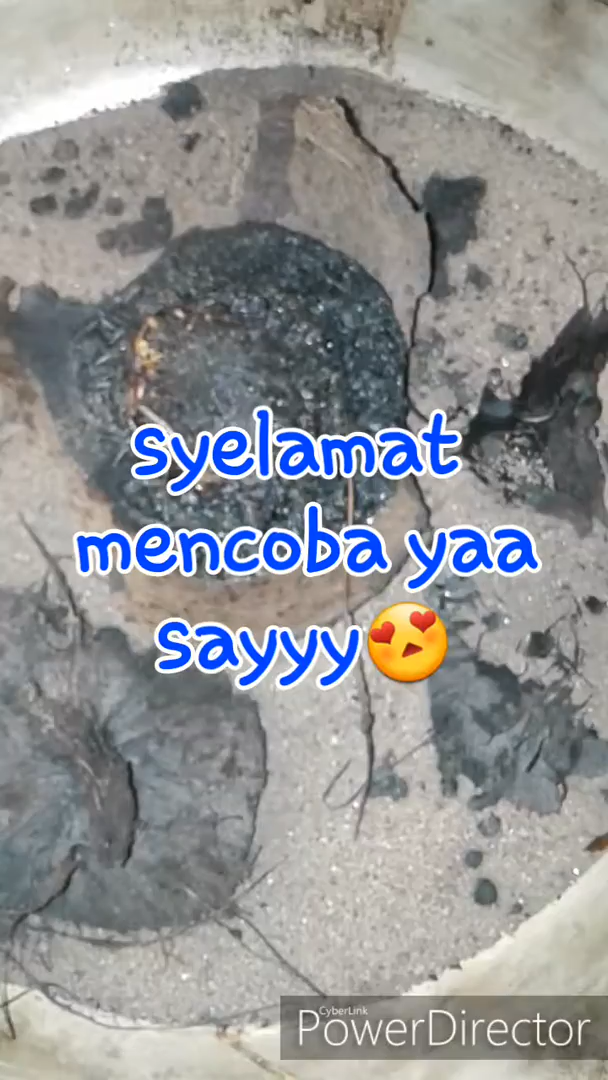 syelamat
mencoba yaa
sayyy😍
CyberLink
PowerDirector